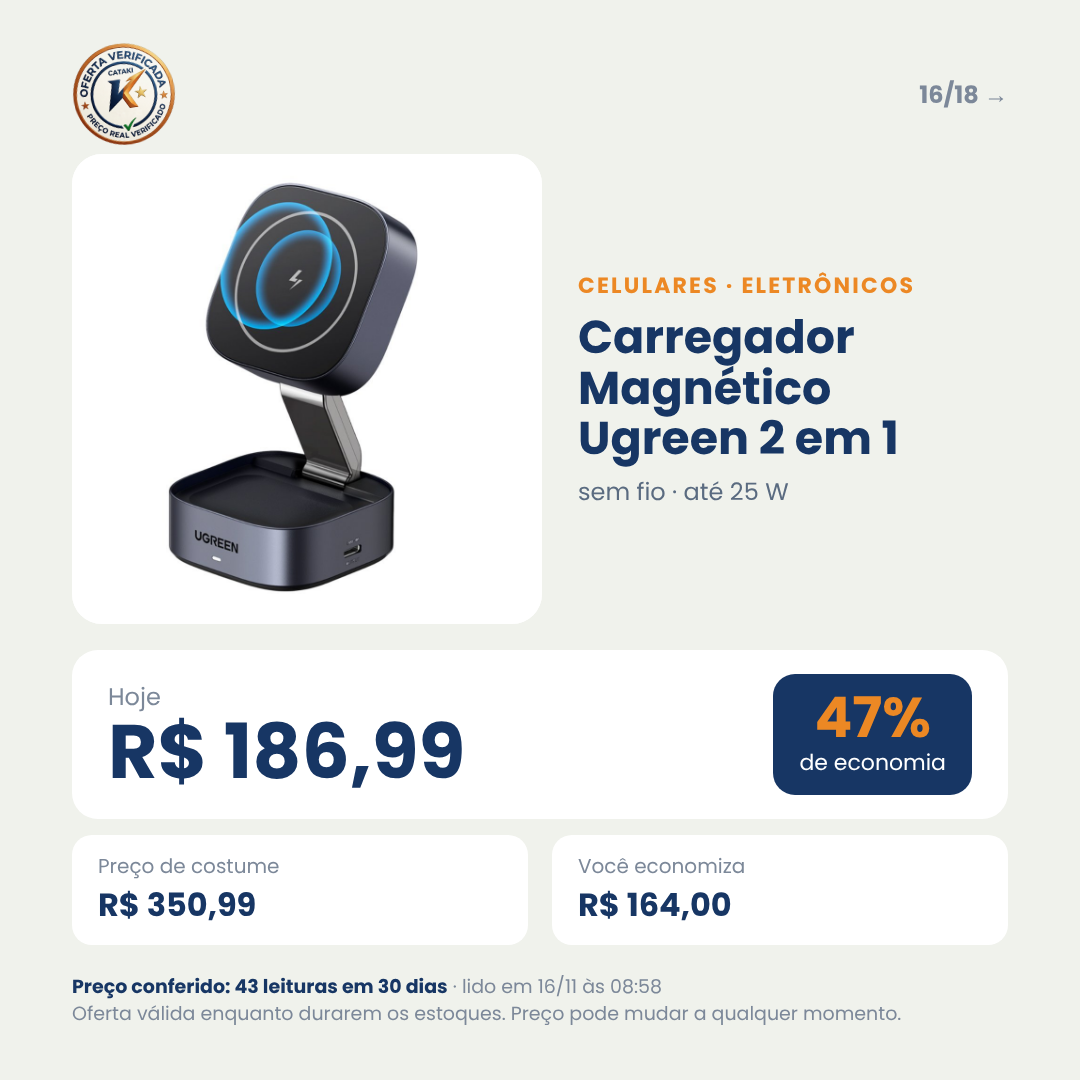 OFERTA VERIFICADA
CATAKI
PREÇO REAL VERIFICADO
16/18 →
UGREEN
CELULARES · ELETRÔNICOS
Carregador
Magnético
Ugreen 2 em 1
sem fio · até 25 W
Hoje
R$ 186,99
47%
de economia
Preço de costume
R$ 350,99
Você economiza
R$ 164,00
Preço conferido: 43 leituras em 30 dias · lido em 16/11 às 08:58
Oferta válida enquanto durarem os estoques. Preço pode mudar a qualquer momento.